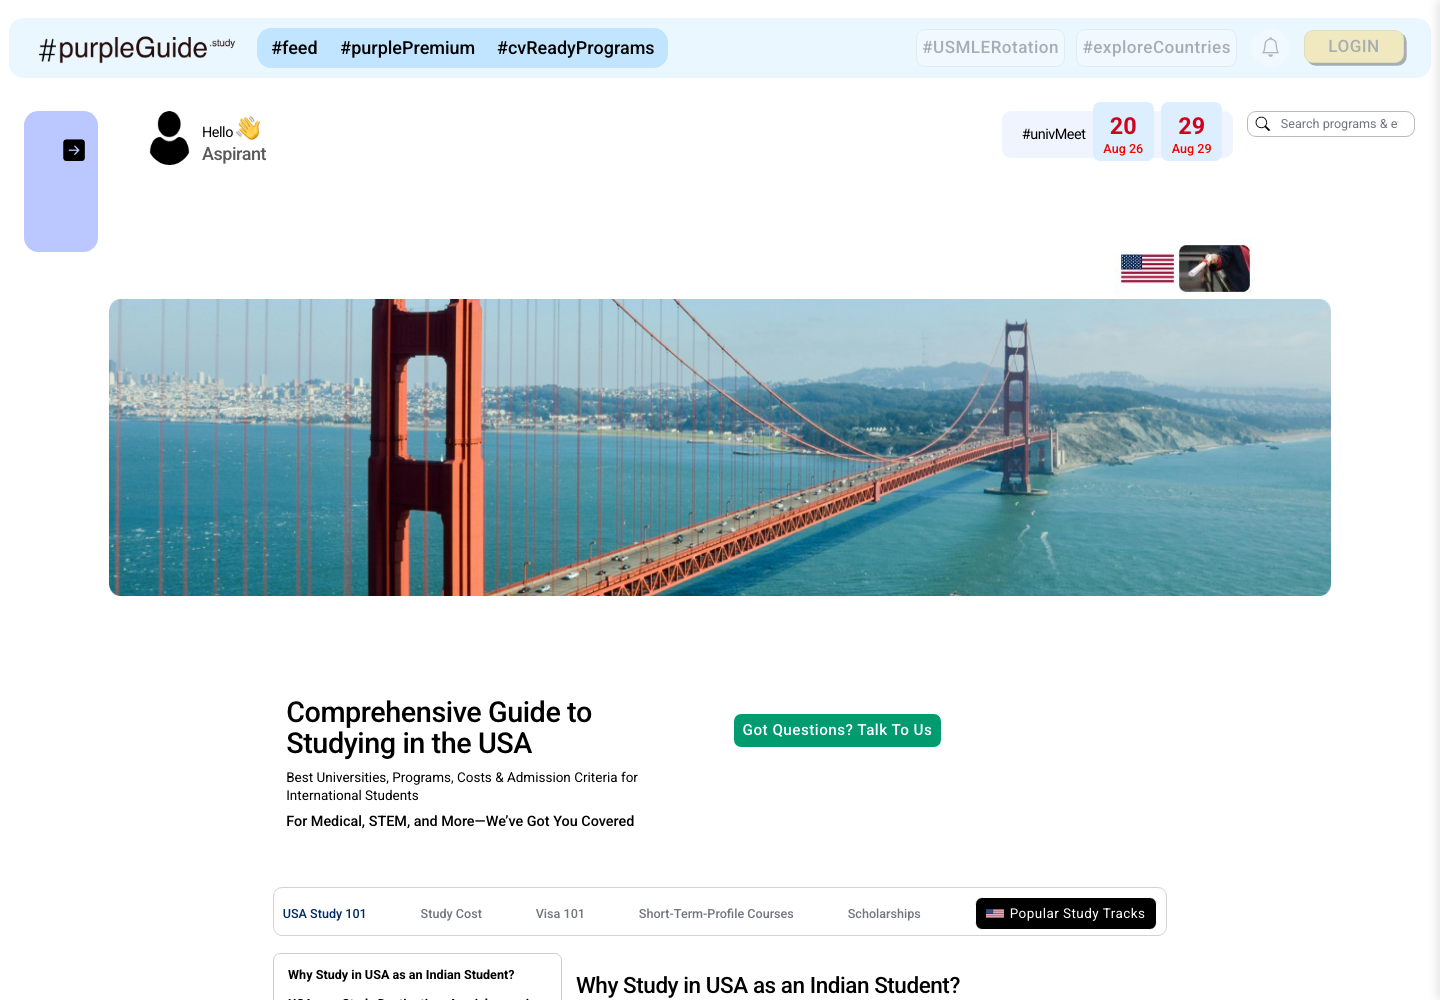 #purpleGuide.study
#feed #purplePremium #cvReadyPrograms
#USMLERotation #exploreCountries LOGIN
Hello
Aspirant
#univMeet
20
Aug 26
29
Aug 29
Search programs & e
Comprehensive Guide to
Studying in the USA
Best Universities, Programs, Costs & Admission Criteria for
International Students
For Medical, STEM, and More—We’ve Got You Covered
Got Questions? Talk To Us
USA Study 101 Study Cost Visa 101 Short-Term-Profile Courses Scholarships Popular Study Tracks
Why Study in USA as an Indian Student?
Why Study in USA as an Indian Student?